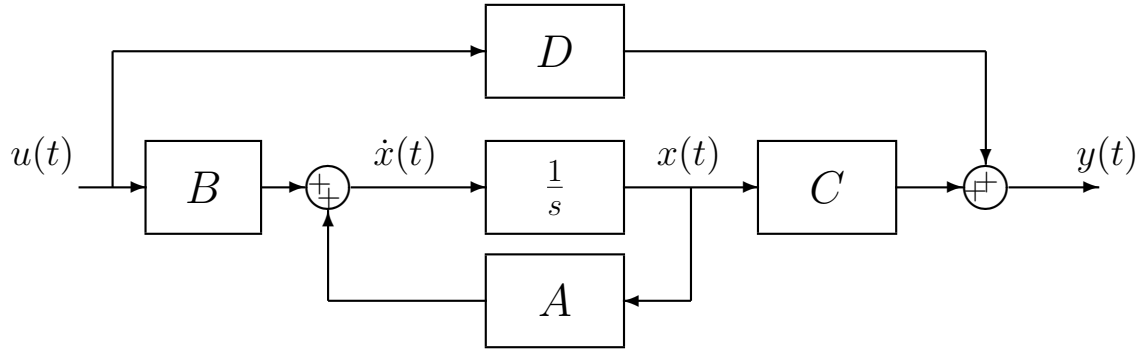 D
u(t)
B
+
+
ẋ(t)
1
s
x(t)
C
+
+
y(t)
A